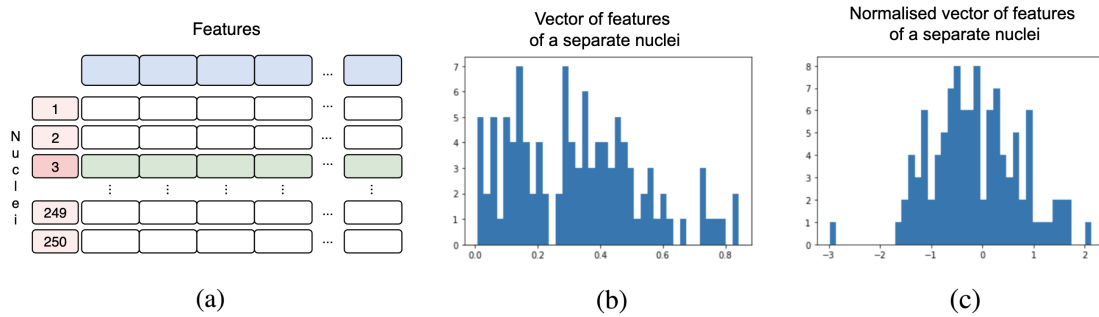 Features
...
Nuclei
1
...
2
...
3
...
⋮ ⋮ ⋮ ⋮ ⋮
249
...
250
...
(a)
Vector of features
of a separate nuclei
7
6
5
4
3
2
1
0
0.0 0.2 0.4 0.6 0.8
(b)
Normalised vector of features
of a separate nuclei
8
7
6
5
4
3
2
1
0
−3 −2 −1 0 1 2
(c)